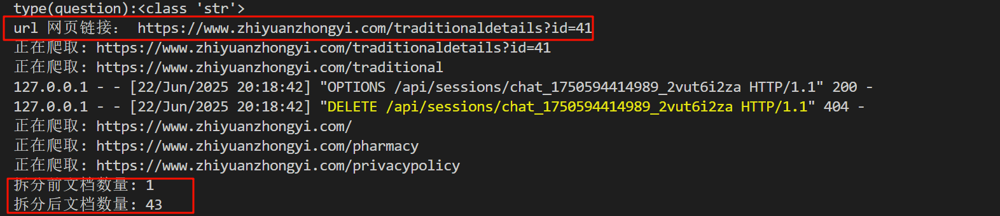 type(question):<class 'str'>
url 网页链接： https://www.zhiyuanzhongyi.com/traditionaldetails?id=41
正在爬取: https://www.zhiyuanzhongyi.com/traditionaldetails?id=41
正在爬取: https://www.zhiyuanzhongyi.com/traditional
127.0.0.1 - - [22/Jun/2025 20:18:42] "OPTIONS /api/sessions/chat_1750594414989_2vut6i2za HTTP/1.1" 200 -
127.0.0.1 - - [22/Jun/2025 20:18:42] "DELETE /api/sessions/chat_1750594414989_2vut6i2za HTTP/1.1" 404 -
正在爬取: https://www.zhiyuanzhongyi.com/
正在爬取: https://www.zhiyuanzhongyi.com/pharmacy
正在爬取: https://www.zhiyuanzhongyi.com/privacypolicy
拆分前文档数量: 1
拆分后文档数量: 43